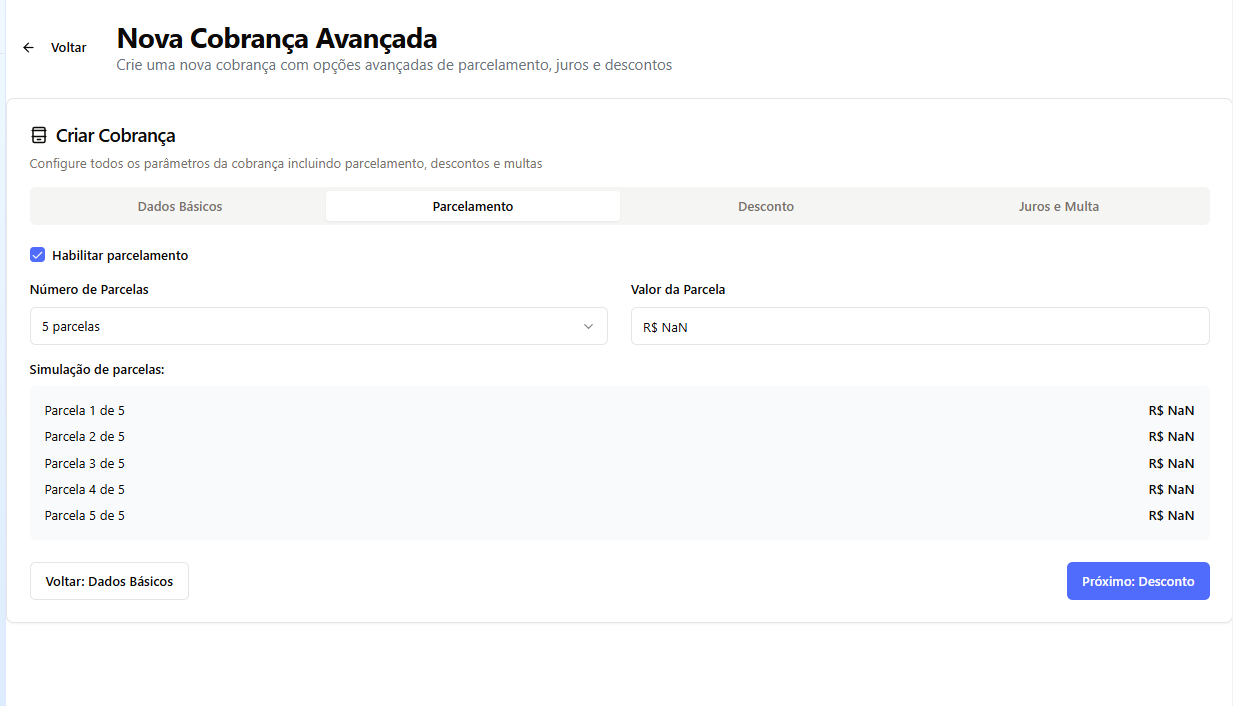 Voltar
Nova Cobrança Avançada
Crie uma nova cobrança com opções avançadas de parcelamento, juros e descontos
Criar Cobrança
Configure todos os parâmetros da cobrança incluindo parcelamento, descontos e multas
Dados Básicos Parcelamento Desconto Juros e Multa
Habilitar parcelamento
Número de Parcelas Valor da Parcela
5 parcelas R$ NaN
Simulação de parcelas:
Parcela 1 de 5 R$ NaN
Parcela 2 de 5 R$ NaN
Parcela 3 de 5 R$ NaN
Parcela 4 de 5 R$ NaN
Parcela 5 de 5 R$ NaN
Voltar: Dados Básicos Próximo: Desconto